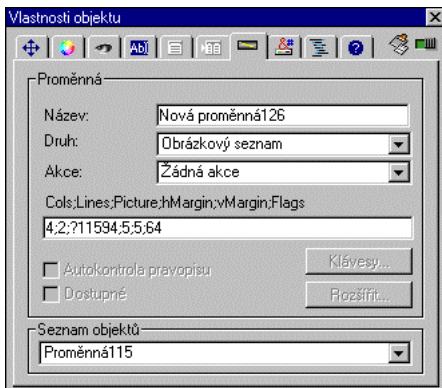 Vlastnosti objektu
Proměnná
Název: Nová proměnná126
Druh: Obrázkový seznam
Akce: Žádná akce
Cols;Lines;Picture;hMargin;vMargin;Flags
4;2;?11594;5;5;64
Autokontrola pravopisu
Klávesy...
Dostupné
Rozšířit...
Seznam objektů
Proměnná115